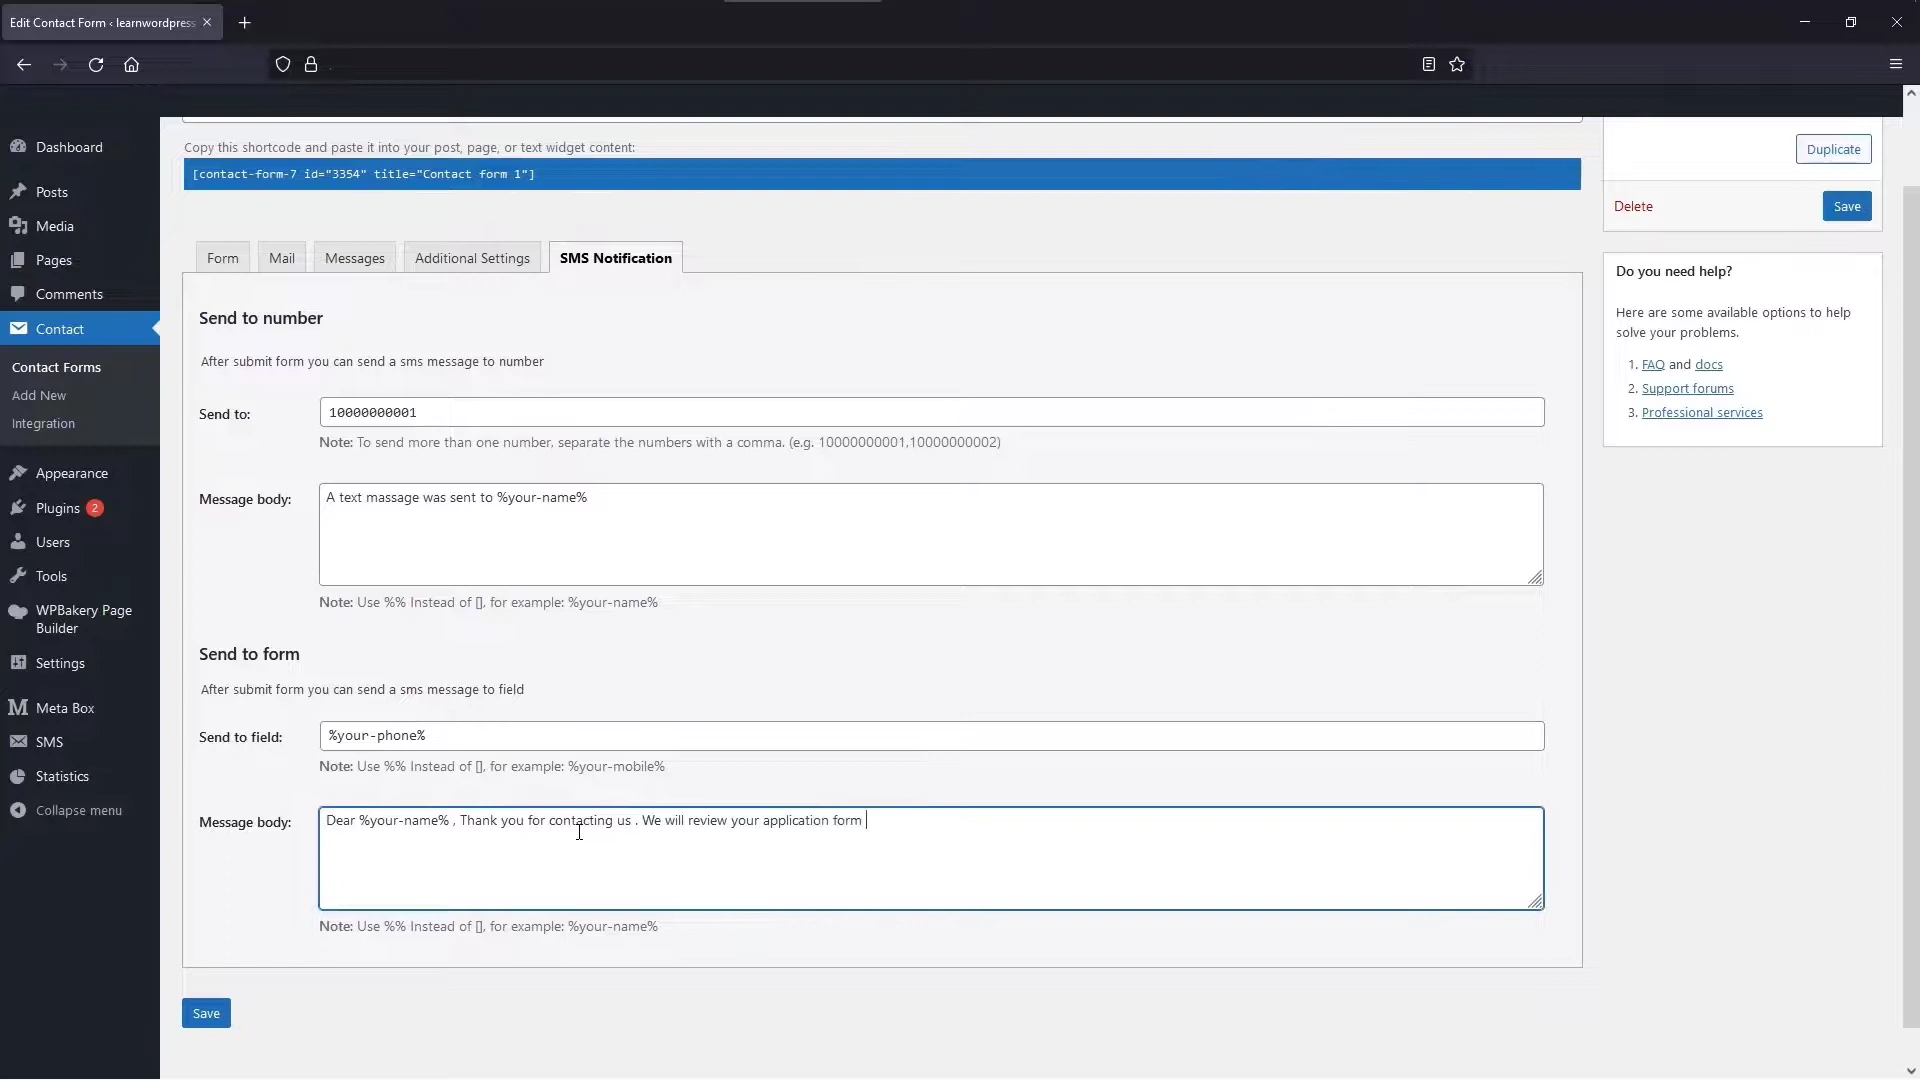 Edit Contact Form ‹ learnwordpress
Copy this shortcode and paste it into your post, page, or text widget content:
[contact-form-7 id="3354" title="Contact form 1"]
Duplicate
Delete
Save
Dashboard
Posts
Media
Pages
Comments
Contact
Contact Forms
Add New
Integration
Appearance
Plugins 2
Users
Tools
WPBakery Page
Builder
Settings
Meta Box
SMS
Statistics
Collapse menu
Form
Mail
Messages
Additional Settings
SMS Notification
Send to number
After submit form you can send a sms message to number
Send to: 10000000001
Note: To send more than one number, separate the numbers with a comma. (e.g. 10000000001,10000000002)
Message body: A text massage was sent to %your-name%
Note: Use %% Instead of [], for example: %your-name%
Send to form
After submit form you can send a sms message to field
Send to field: %your-phone%
Note: Use %% Instead of [], for example: %your-mobile%
Message body: Dear %your-name% , Thank you for contacting us . We will review your application form
Note: Use %% Instead of [], for example: %your-name%
Save
Do you need help?
Here are some available options to help
solve your problems.
1. FAQ and docs
2. Support forums
3. Professional services